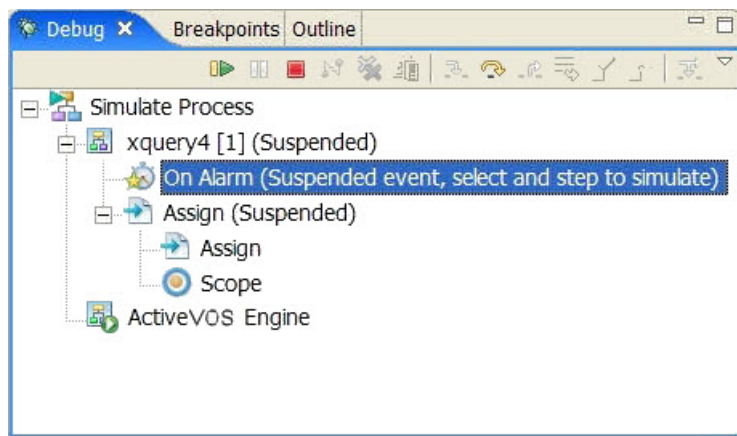 Debug Breakpoints Outline
Simulate Process
xquery4 [1] (Suspended)
On Alarm (Suspended event, select and step to simulate)
Assign (Suspended)
Assign
Scope
ActiveVOS Engine